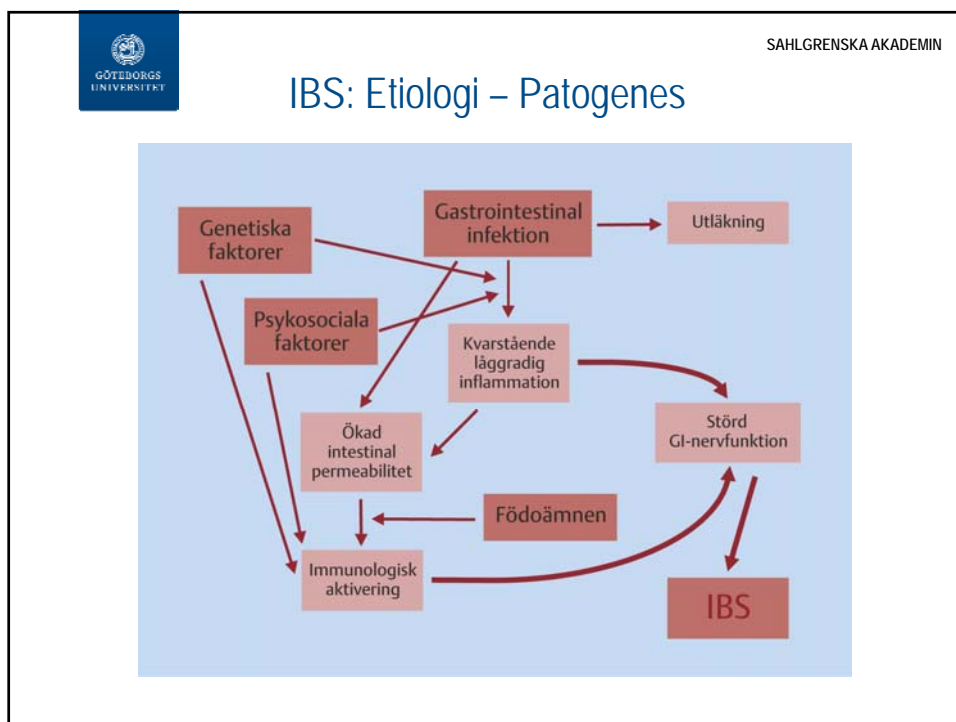 GÖTEBORGS
UNIVERSITET
SAHLGRENSKA AKADEMIN
IBS: Etiologi – Patogenes
Genetiska
faktorer
Gastrointestinal
infektion
Utläkning
Psykosociala
faktorer
Kvarstående
låggradig
inflammation
Ökad
intestinal
permeabilitet
Störd
GI-nervfunktion
Födoämnen
Immunologisk
aktivering
IBS